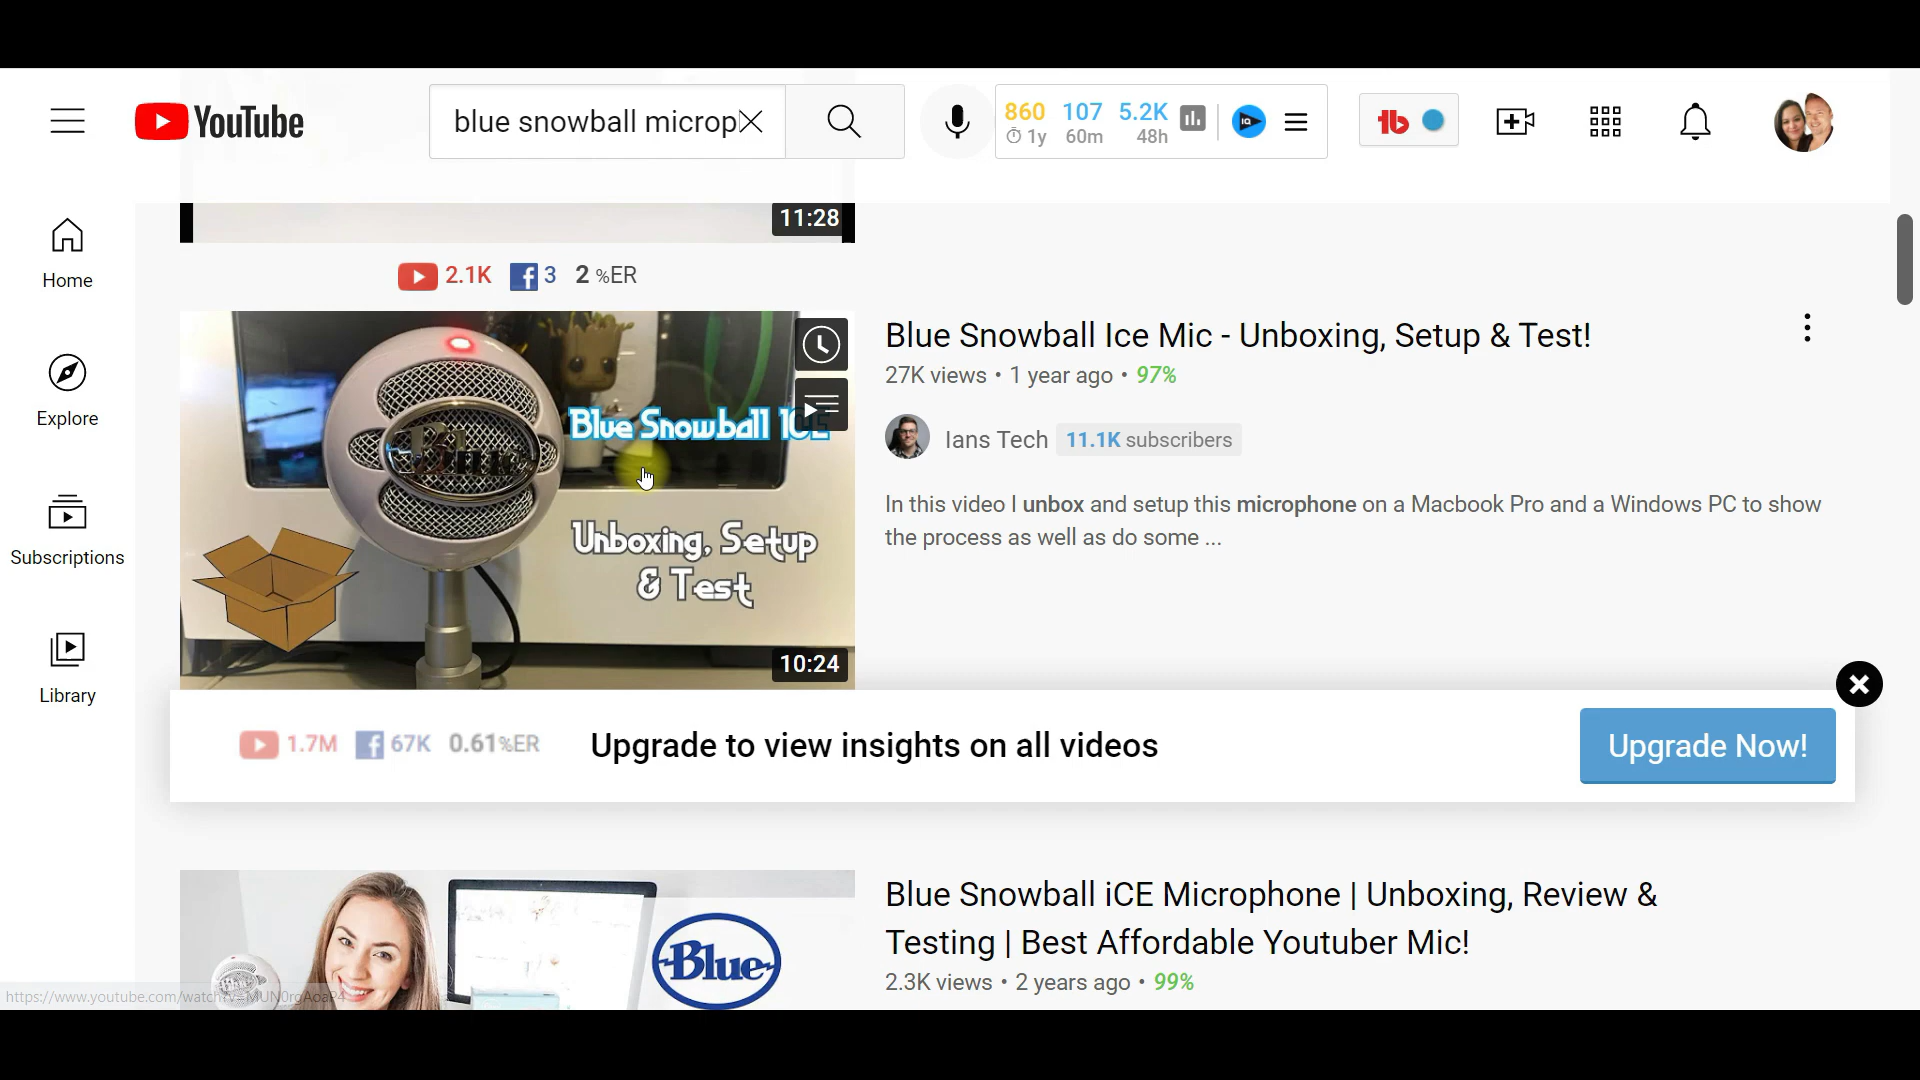 YouTube
blue snowball microp
860 107 5.2K
1y 60m 48h
IQ
tb
Home
Explore
Subscriptions
Library
11:28
2.1K 3 2 %ER
Blue Snowball ICE
Unboxing, Setup
& Test
10:24
Blue Snowball Ice Mic - Unboxing, Setup & Test!
27K views • 1 year ago • 97%
Ians Tech 11.1K subscribers
In this video I unbox and setup this microphone on a Macbook Pro and a Windows PC to show
the process as well as do some ...
1.7M 67K 0.61%ER Upgrade to view insights on all videos Upgrade Now!
Blue
Blue Snowball iCE Microphone | Unboxing, Review &
Testing | Best Affordable Youtuber Mic!
2.3K views • 2 years ago • 99%